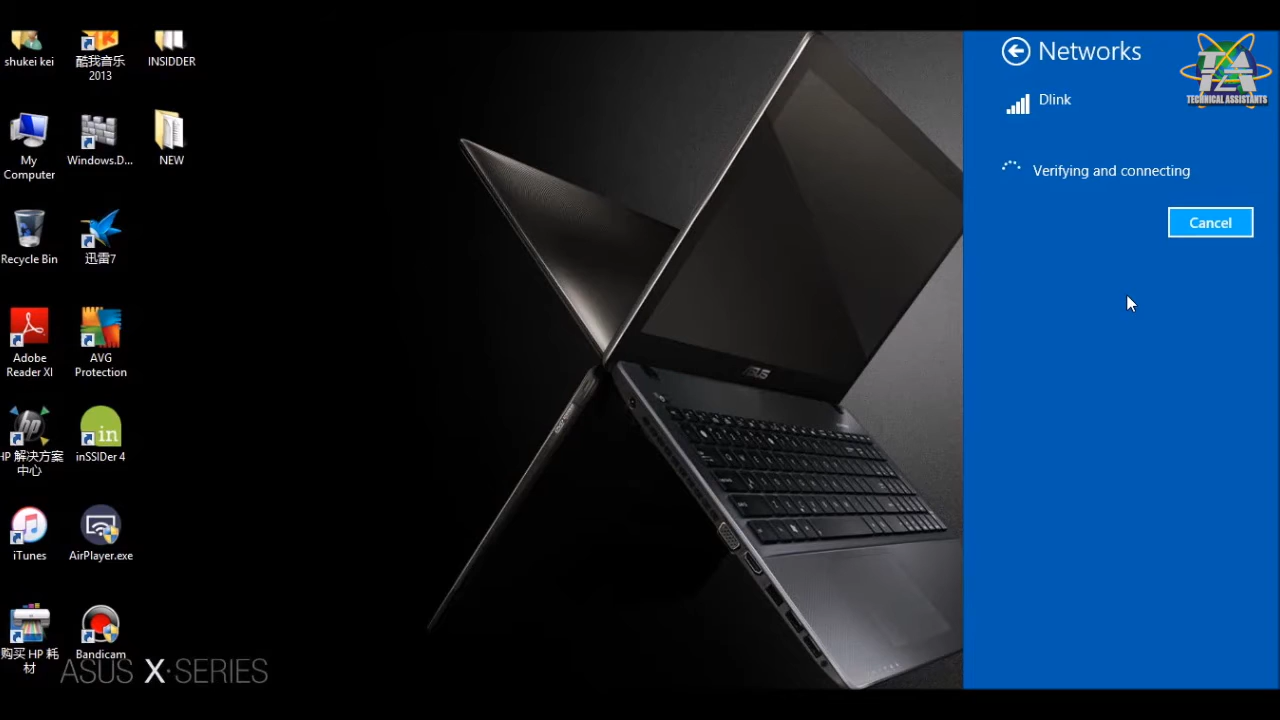 shukei kei
酷我音乐
2013
INSIDDER
My
Computer
Windows.D...
NEW
Recycle Bin
迅雷7
Adobe
Reader XI
AVG
Protection
HP 解决方案
中心
in
inSSIDer 4
iTunes
AirPlayer.exe
购买 HP 耗
材
Bandicam
ASUS X-SERIES
ASUS
Networks
Dlink
Verifying and connecting
Cancel
TECHNICAL ASSISTANTS